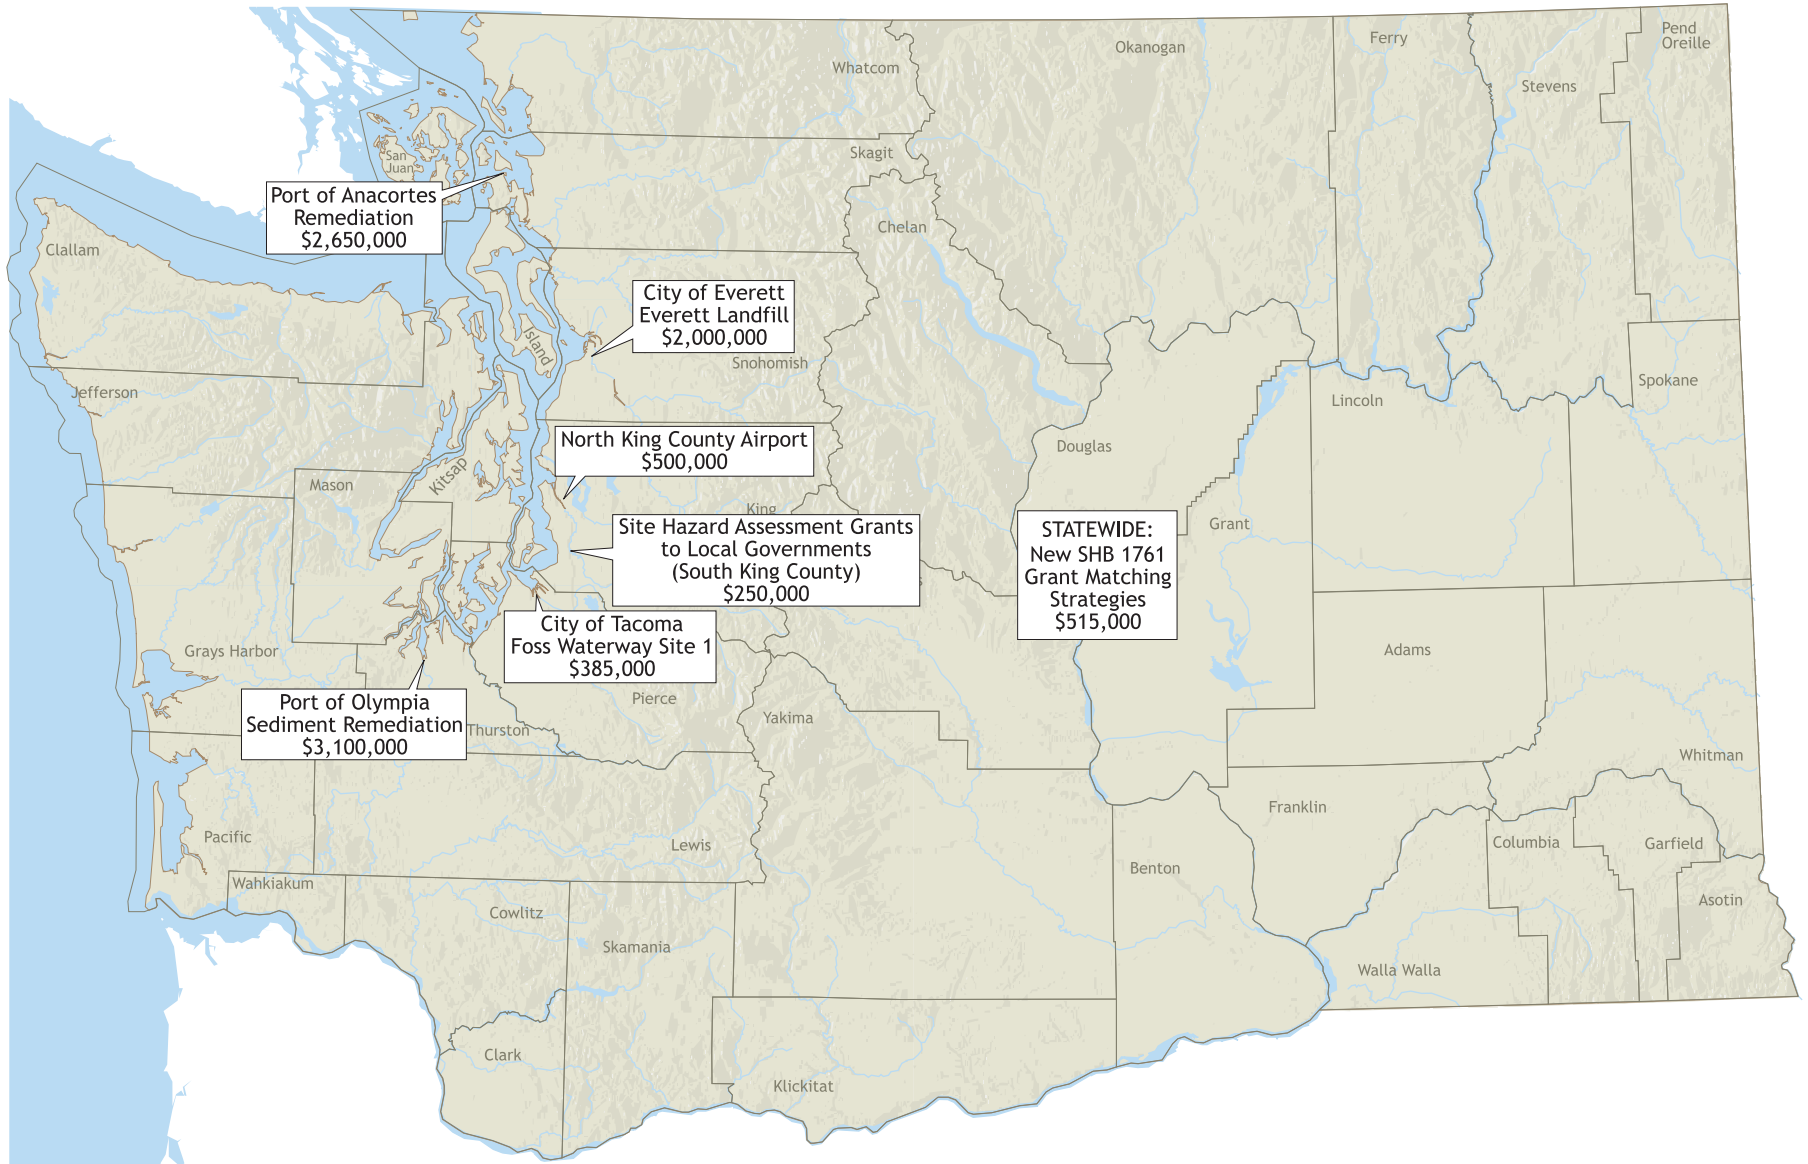 Pend
Oreille
Ferry
Okanogan
Whatcom
Stevens
Skagit
San
Juan
Port of Anacortes
Remediation
$2,650,000
Chelan
Clallam
City of Everett
Everett Landfill
$2,000,000
Island
Snohomish
Spokane
Jefferson
Lincoln
North King County Airport
$500,000
Douglas
Kitsap
Mason
King
Site Hazard Assessment Grants
to Local Governments
(South King County)
$250,000
STATEWIDE:
New SHB 1761
Grant Matching
Strategies
$515,000
Grant
City of Tacoma
Foss Waterway Site 1
$385,000
Grays Harbor
Adams
Port of Olympia
Sediment Remediation
$3,100,000
Pierce
Yakima
Thurston
Whitman
Franklin
Pacific
Lewis
Columbia
Garfield
Benton
Wahkiakum
Asotin
Cowlitz
Skamania
Walla Walla
Clark
Klickitat